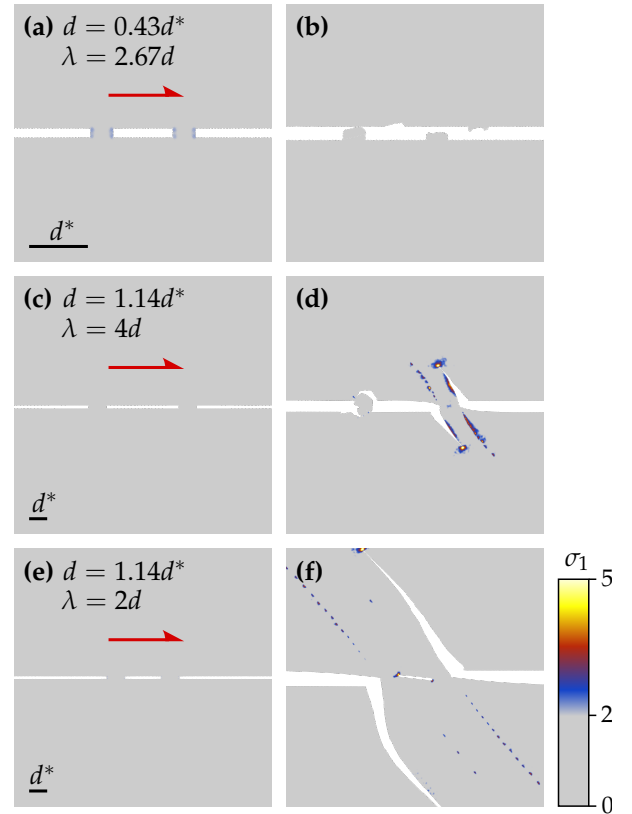 (a) d = 0.43d*
λ = 2.67d
d*
(b)
(c) d = 1.14d*
λ = 4d
d*
(d)
(e) d = 1.14d*
λ = 2d
d*
(f)
σ₁
5
2
0